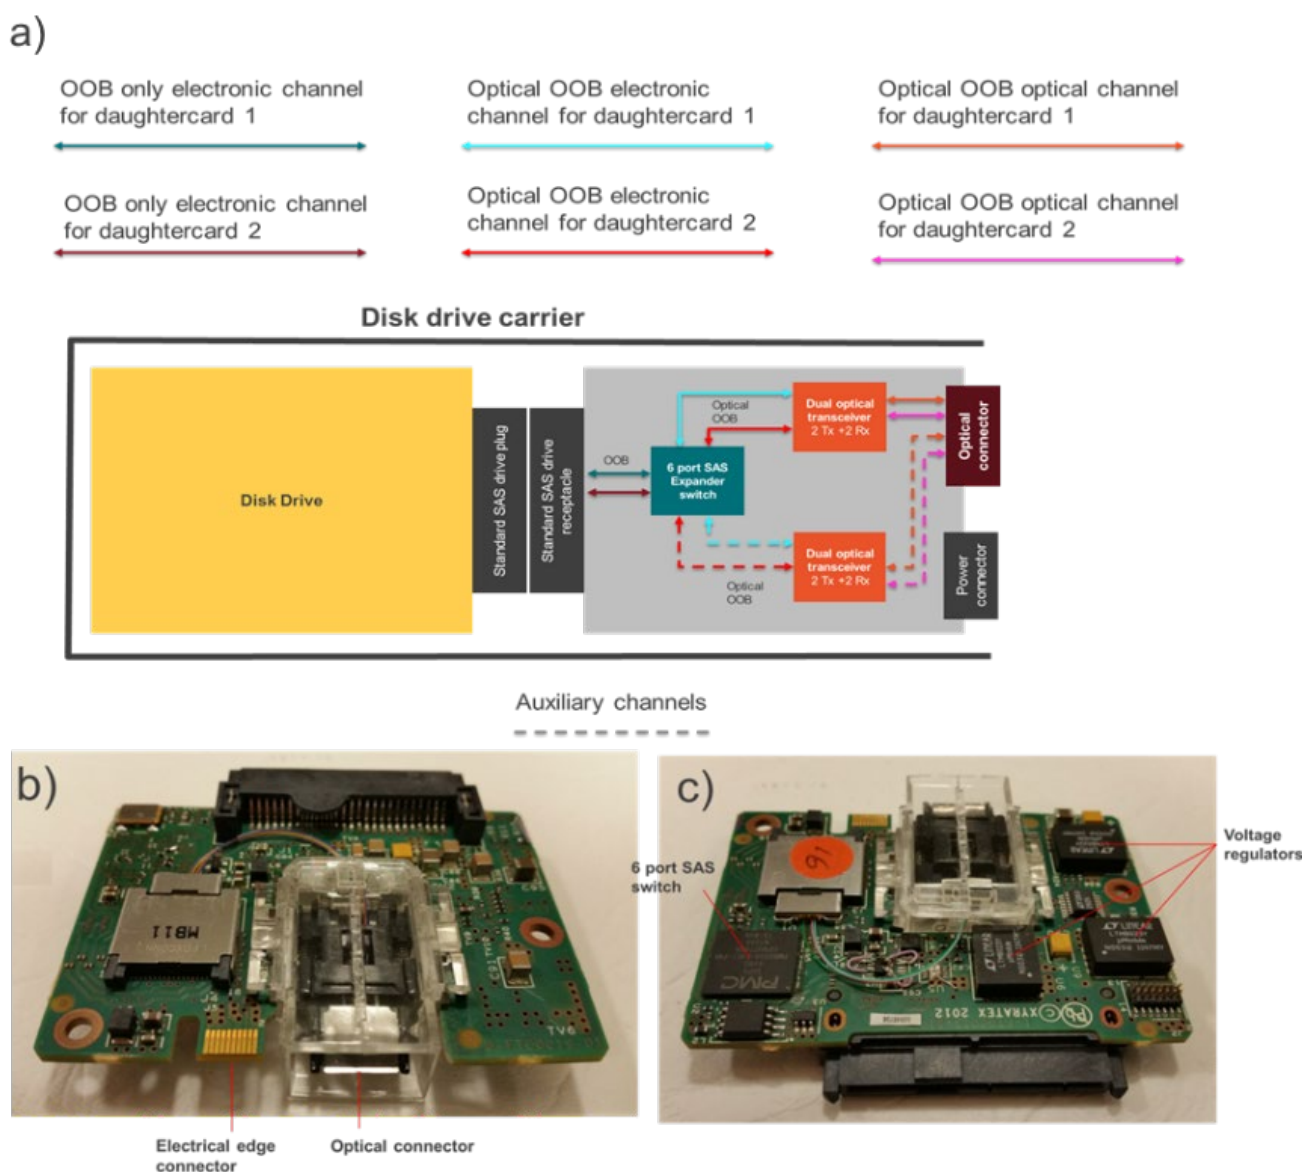 a)
OOB only electronic channel
for daughtercard 1
Optical OOB electronic
channel for daughtercard 1
Optical OOB optical channel
for daughtercard 1
OOB only electronic channel
for daughtercard 2
Optical OOB electronic
channel for daughtercard 2
Optical OOB optical channel
for daughtercard 2
Disk drive carrier
Disk Drive
Standard SAS drive plug
Standard SAS drive
receptacle
OOB
6 port SAS
Expander
switch
Optical
OOB
Dual optical
transceiver
2 Tx +2 Rx
Optical
connector
Optical
OOB
Dual optical
transceiver
2 Tx +2 Rx
Power
connector
Auxiliary channels
b)
MB11
TV6
Electrical edge
connector
Optical connector
c)
6 port SAS
switch
91
PMC
Voltage
regulators
Pb
C XYRATEX 2012